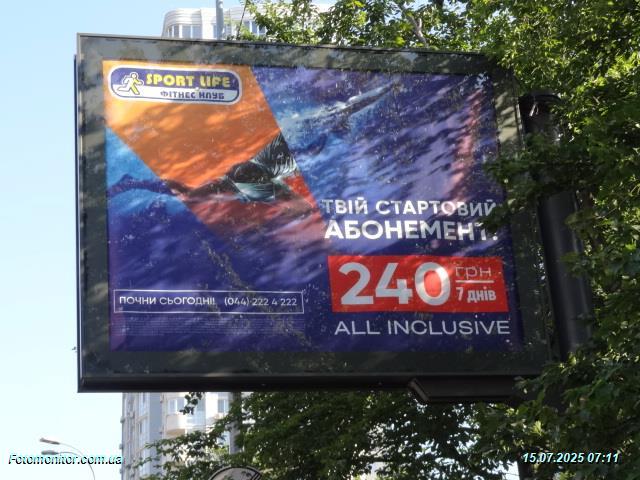 SPORT LIFE
ФІТНЕС КЛУБ
ТВІЙ СТАРТОВИЙ
АБОНЕМЕНТ:
240 грн
7 днів
ПОЧНИ СЬОГОДНІ! (044) 222 4 222
ALL INCLUSIVE
Fotomonitor.com.ua
15.07.2025 07:11